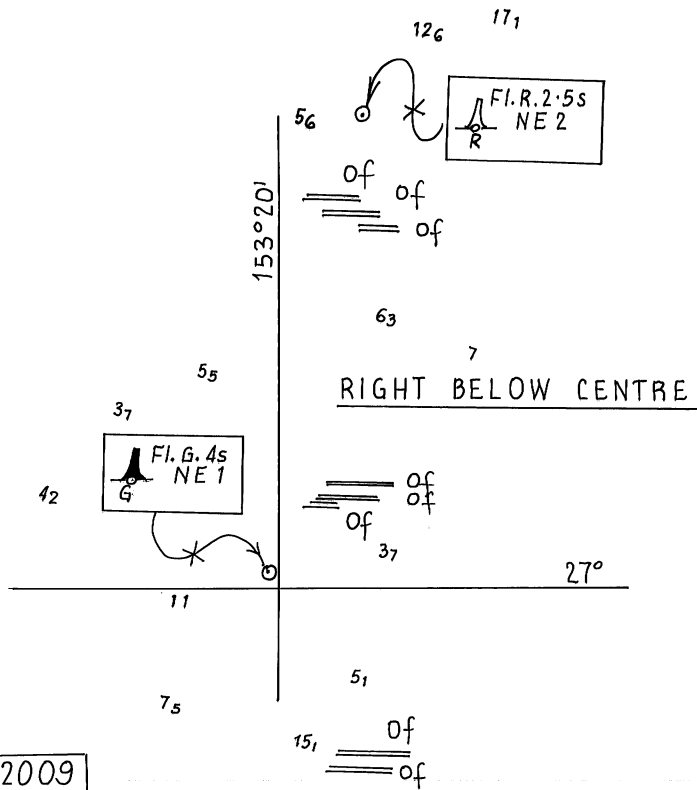 17₁
12₆
Fl.R.2·5s
NE 2
R
5₆
Of
Of
Of
153°20'
6₃
7
5₅
RIGHT BELOW CENTRE
3₇
Fl.G.4s
NE 1
G
4₂
Of
Of
Of
3₇
27°
11
5₁
7₅
Of
15₁
Of
2009